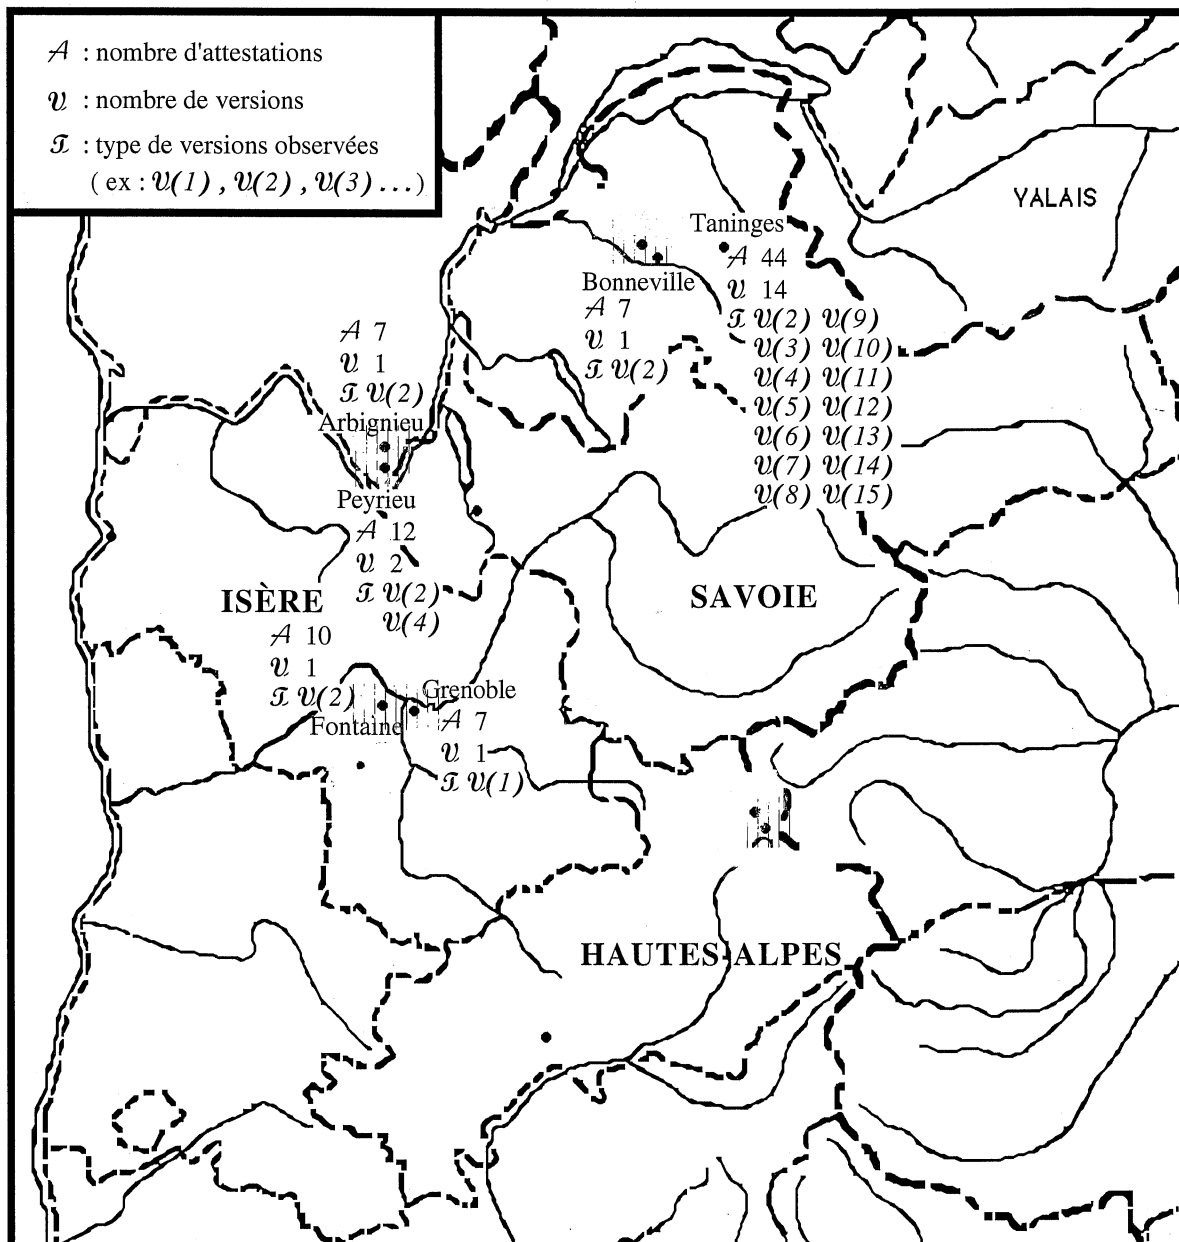 A : nombre d'attestations
V : nombre de versions
T : type de versions observées
( ex : V(1) , V(2) , V(3) ... )
VALAIS
Taninges
A 44
V 14
T V(2) V(9)
V(3) V(10)
V(4) V(11)
V(5) V(12)
V(6) V(13)
V(7) V(14)
V(8) V(15)
Bonneville
A 7
V 1
T V(2)
A 7
V 1
T V(2)
Arbignieu
Peyrieu
A 12
V 2
T V(2)
V(4)
ISÈRE
SAVOIE
A 10
V 1
T V(2)
Fontaine
Grenoble
A 7
V 1
T V(1)
HAUTES-ALPES